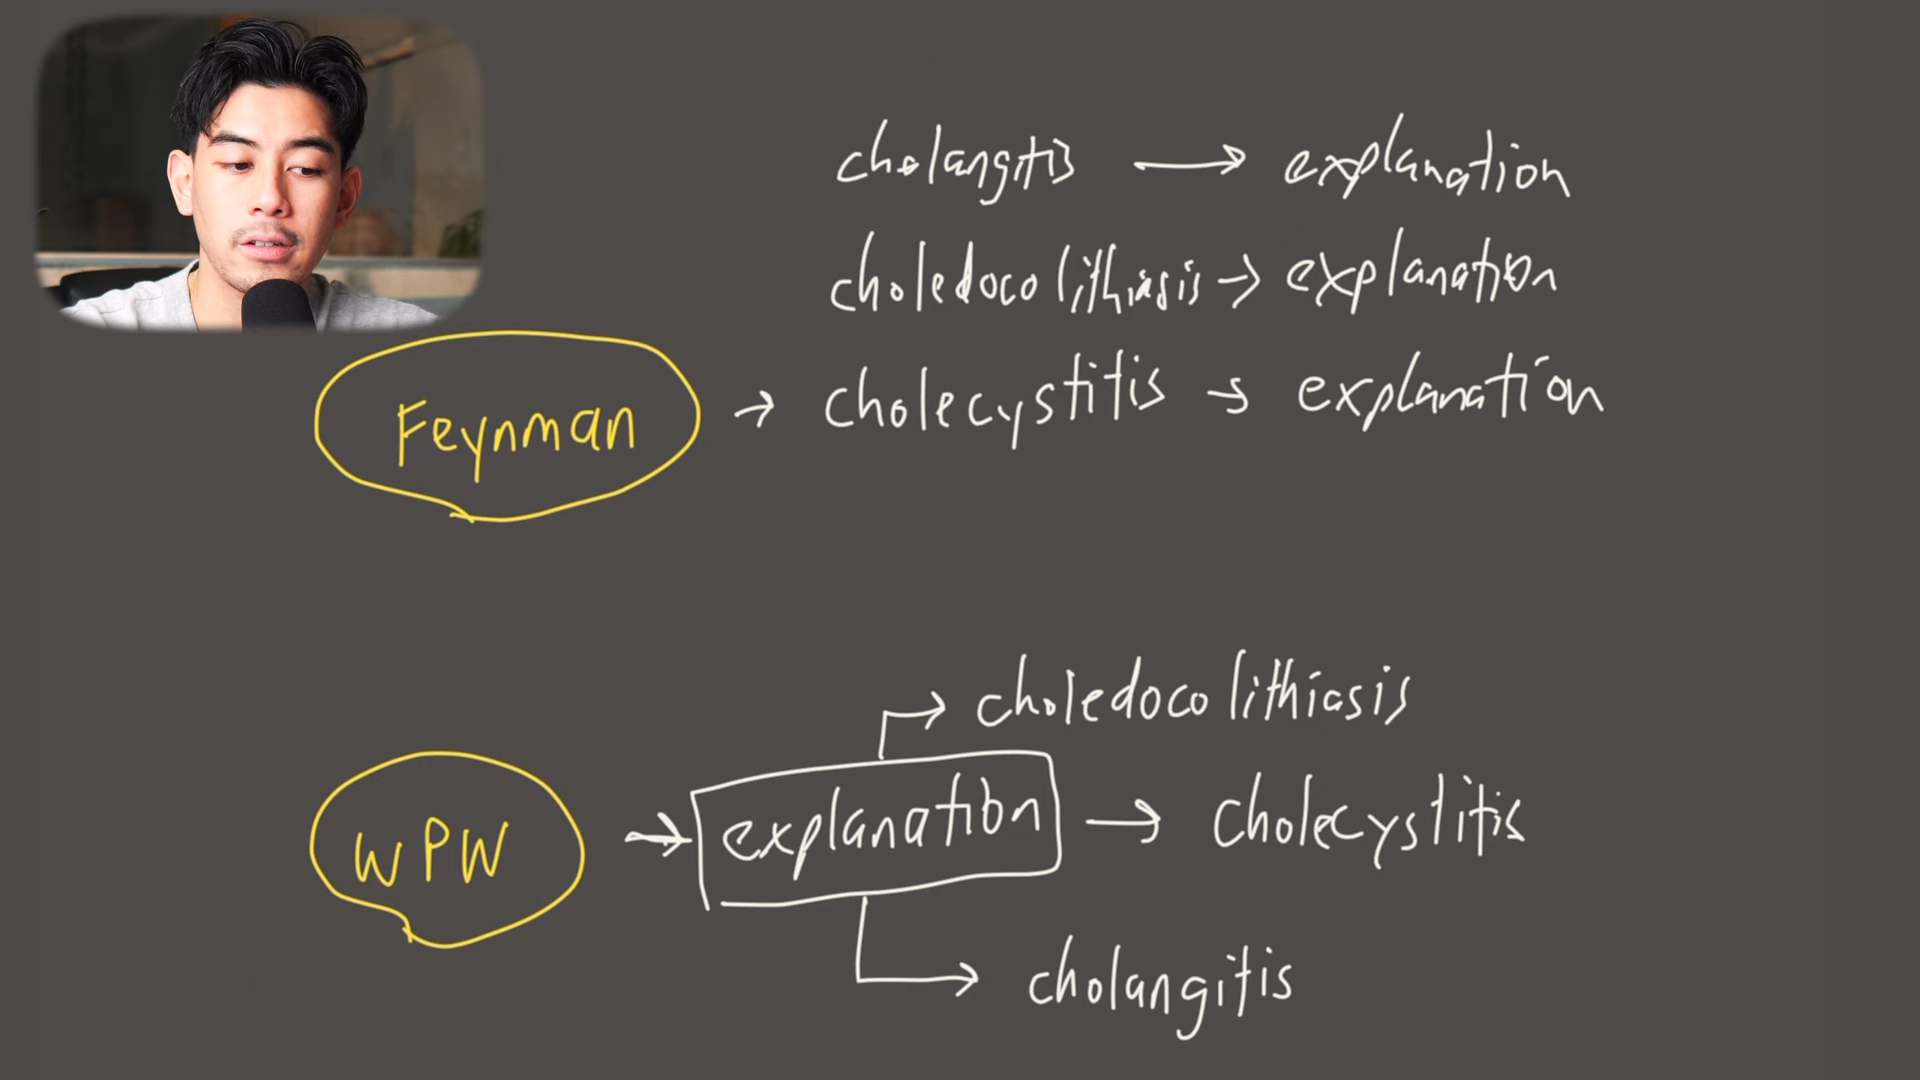 cholangitis → explanation
choledocolithiasis → explanation
Feynman → cholecystitis → explanation
choledocolithiasis
WPW → explanation → cholecystitis
cholangitis